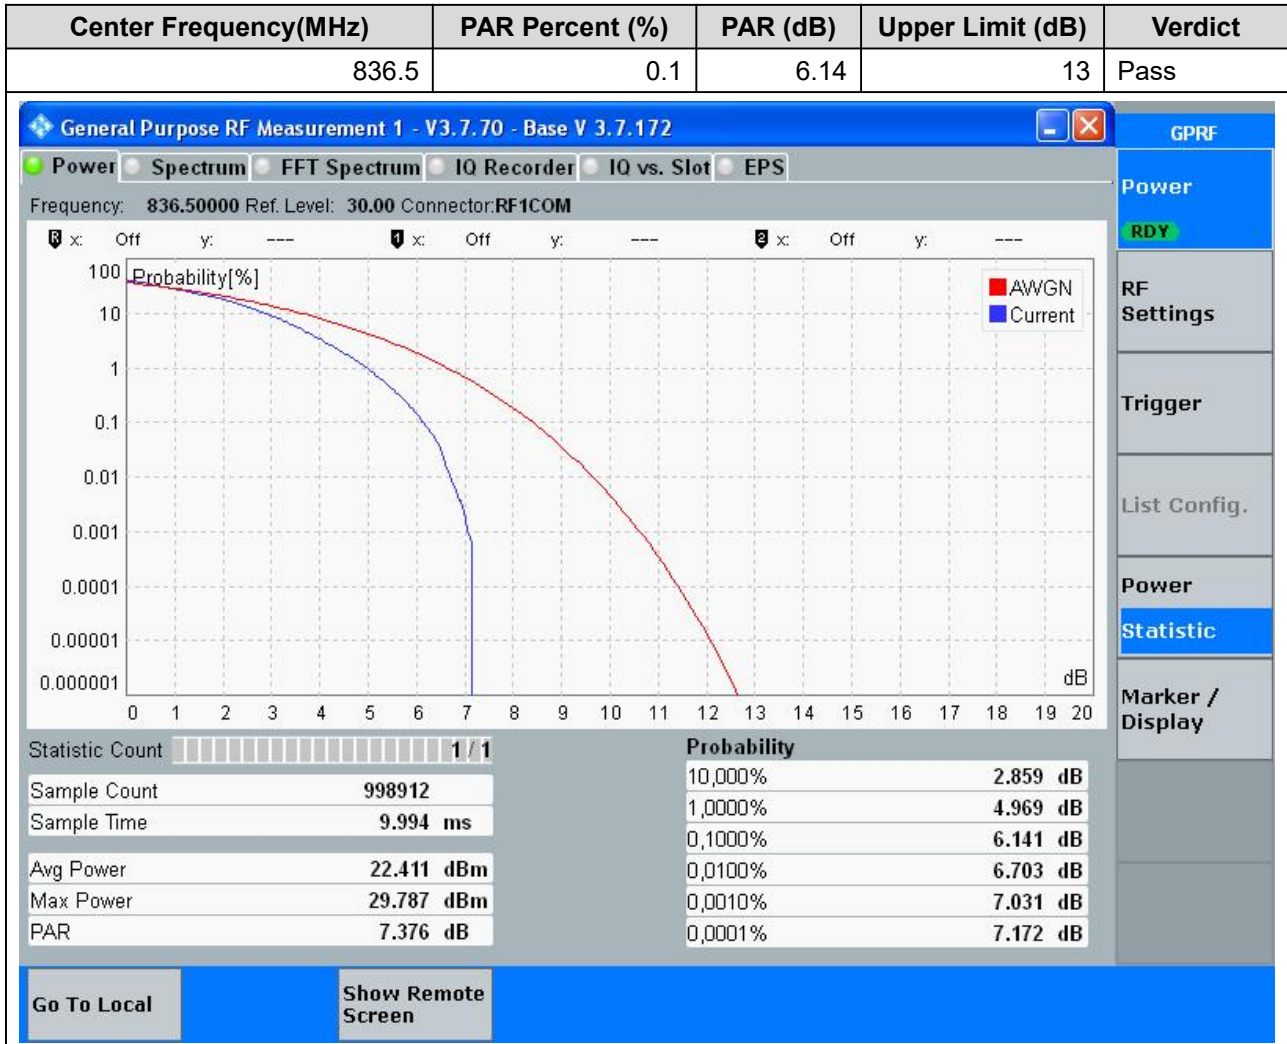 Center Frequency(MHz) PAR Percent (%) PAR (dB) Upper Limit (dB) Verdict
836.5 0.1 6.14 13 Pass
General Purpose RF Measurement 1 - V3.7.70 - Base V 3.7.172
GPRF
Power Spectrum FFT Spectrum IQ Recorder IQ vs. Slot EPS
Power
RDY
Frequency: 836.50000 Ref. Level: 30.00 Connector:RF1COM
R x: Off y: --- 1 x: Off y: --- 2 x: Off y: ---
Probability[%]
100
10
1
0.1
0.01
0.001
0.0001
0.00001
0.000001
AWGN
Current
dB
0 1 2 3 4 5 6 7 8 9 10 11 12 13 14 15 16 17 18 19 20
RF
Settings
Trigger
List Config.
Power
Statistic
Marker /
Display
Statistic Count 1 / 1
Sample Count 998912
Sample Time 9.994 ms
Avg Power 22.411 dBm
Max Power 29.787 dBm
PAR 7.376 dB
Probability
10,000% 2.859 dB
1,0000% 4.969 dB
0,1000% 6.141 dB
0,0100% 6.703 dB
0,0010% 7.031 dB
0,0001% 7.172 dB
Go To Local
Show Remote
Screen